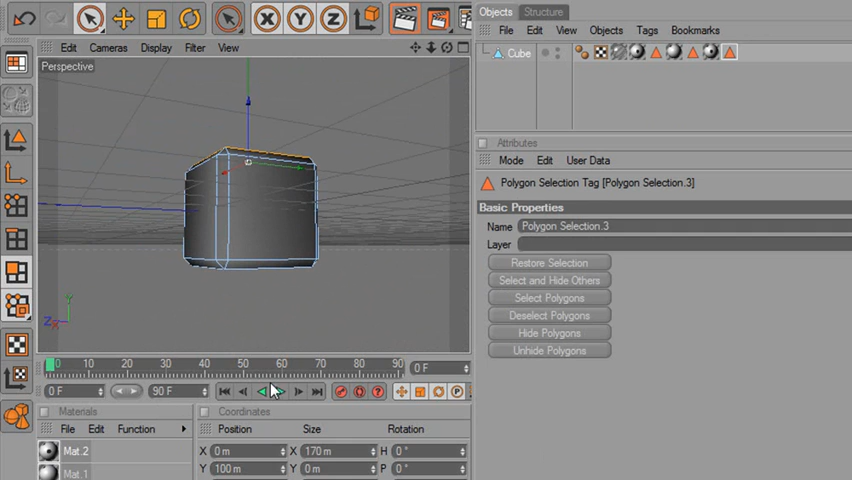 X Y Z
Objects Structure
Edit Cameras Display Filter View
File Edit View Objects Tags Bookmarks
Perspective
Cube
Attributes
Mode Edit User Data
Polygon Selection Tag [Polygon Selection.3]
Basic Properties
Name Polygon Selection.3
Layer
Restore Selection
Select and Hide Others
Select Polygons
Deselect Polygons
Hide Polygons
Unhide Polygons
Y
Z X
0 10 20 30 40 50 60 70 80 90 0 F
0 F 90 F P
Materials Coordinates
File Edit Function Position Size Rotation
Mat.2 X 0 m X 170 m H 0 °
Mat.1 Y 100 m Y 0 m P 0 °